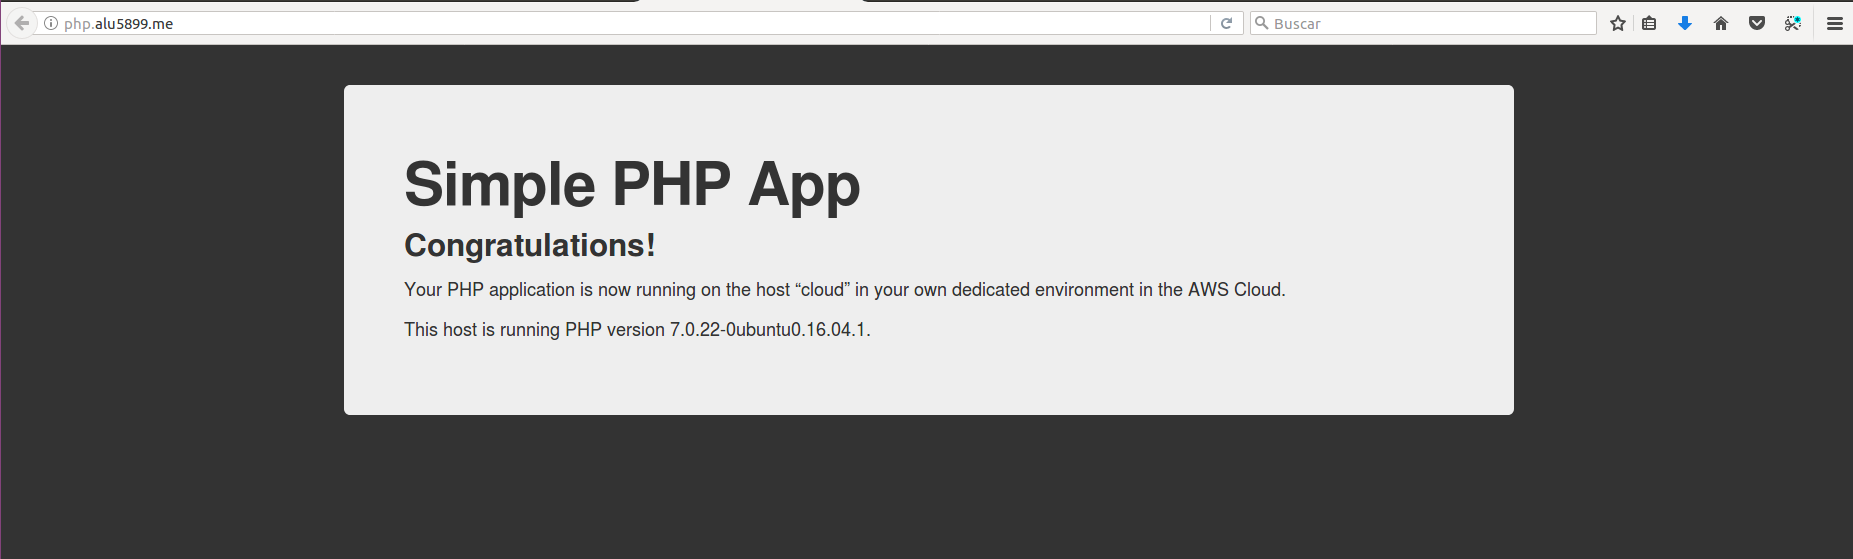 php.alu5899.me
Buscar
Simple PHP App
Congratulations!
Your PHP application is now running on the host “cloud” in your own dedicated environment in the AWS Cloud.
This host is running PHP version 7.0.22-0ubuntu0.16.04.1.